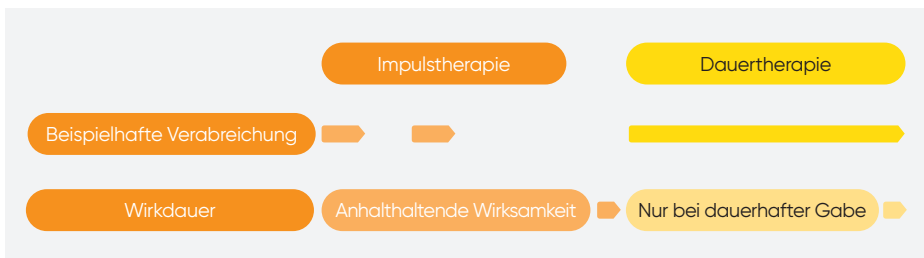 Impulstherapie
Dauertherapie
Beispielhafte Verabreichung
Wirkdauer
Anhalthaltende Wirksamkeit
Nur bei dauerhafter Gabe